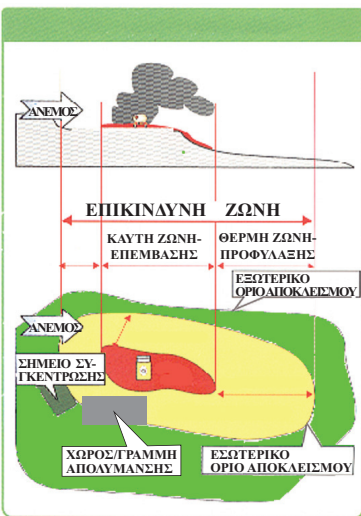 ΑΝΕΜΟΣ
ΕΠΙΚΙΝΔΥΝΗ ΖΩΝΗ
ΚΑΥΤΗ ΖΩΝΗ-
ΕΠΕΜΒΑΣΗΣ
ΘΕΡΜΗ ΖΩΝΗ-
ΠΡΟΦΥΛΑΞΗΣ
ΕΞΩΤΕΡΙΚΟ
ΟΡΙΟ ΑΠΟΚΛΕΙΣΜΟΥ
ΑΝΕΜΟΣ
ΣΗΜΕΙΟ ΣΥ-
ΓΚΕΝΤΡΩΣΗΣ
ΧΩΡΟΣ/ΓΡΑΜΜΗ
ΑΠΟΛΥΜΑΝΣΗΣ
ΕΣΩΤΕΡΙΚΟ
ΟΡΙΟ ΑΠΟΚΛΕΙΣΜΟΥ